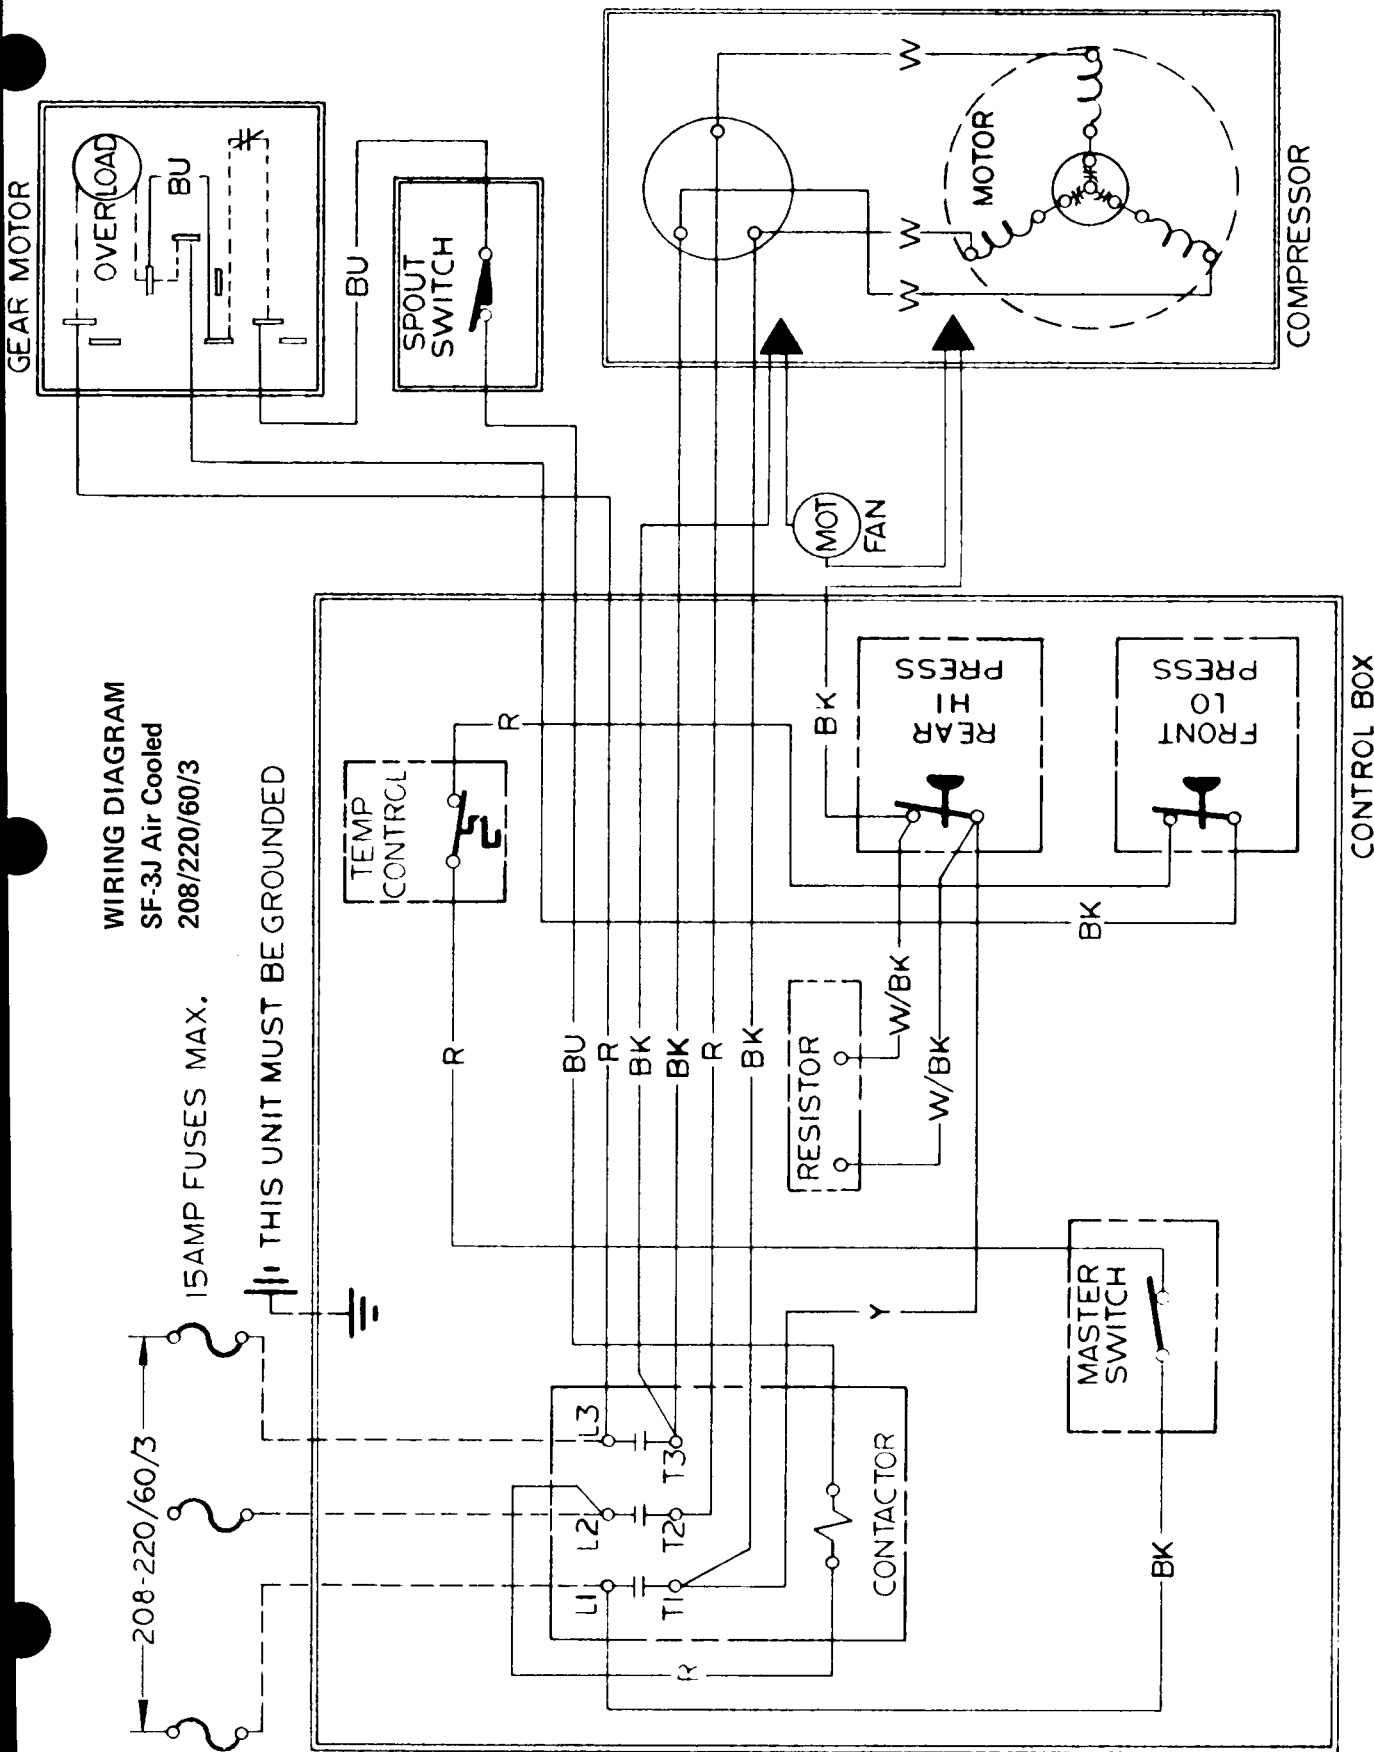 WIRING DIAGRAM
SF-3J Air Cooled
208/220/60/3
15AMP FUSES MAX.
THIS UNIT MUST BE GROUNDED
208-220/60/3
GEAR MOTOR
OVERLOAD
BU
BU
SPOUT
SWITCH
W
W
W
MOTOR
COMPRESSOR
MOT
FAN
TEMP
CONTROL
R
R
BU
R
BK
BK
R
BK
BK
REAR
HI
PRESS
FRONT
LO
PRESS
BK
W/BK
W/BK
RESISTOR
Y
MASTER
SWITCH
BK
L1
L2
L3
T1
T2
T3
CONTACTOR
R
CONTROL BOX